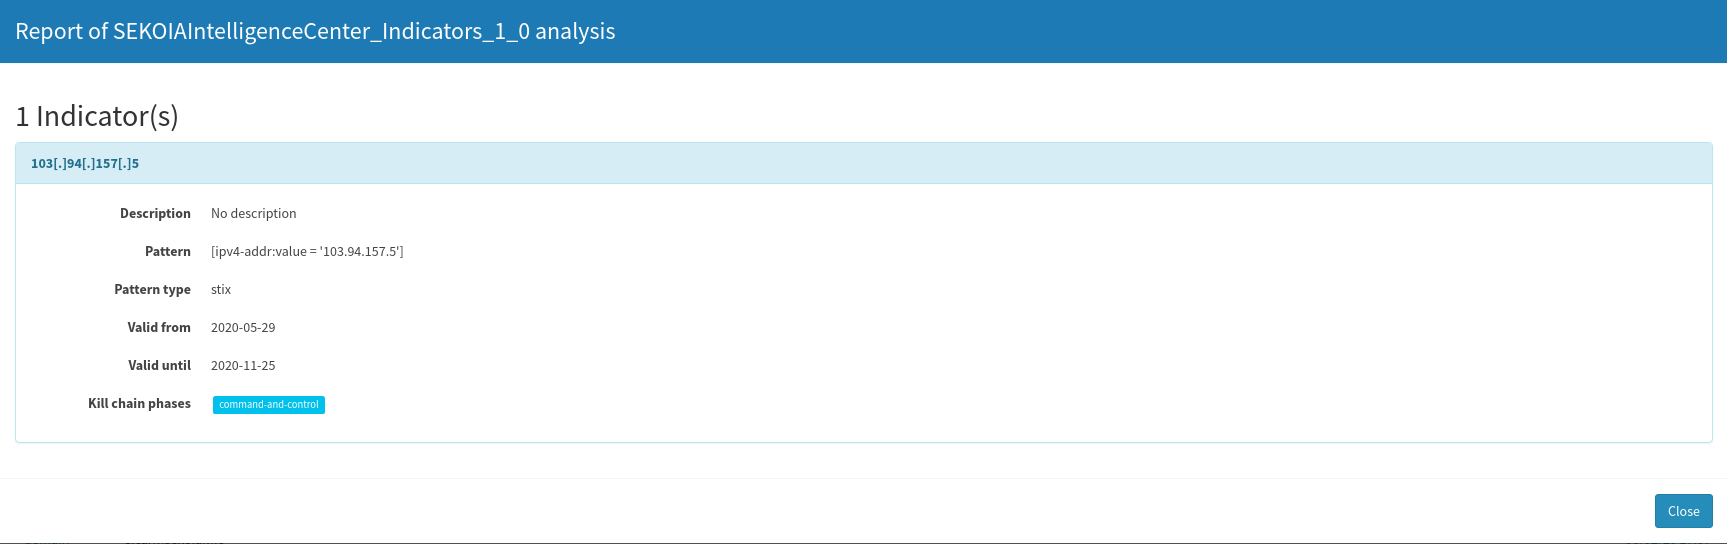 Report of SEKOIAIntelligenceCenter_Indicators_1_0 analysis
1 Indicator(s)
103[.]94[.]157[.]5
Description No description
Pattern [ipv4-addr:value = '103.94.157.5']
Pattern type stix
Valid from 2020-05-29
Valid until 2020-11-25
Kill chain phases command-and-control
Close